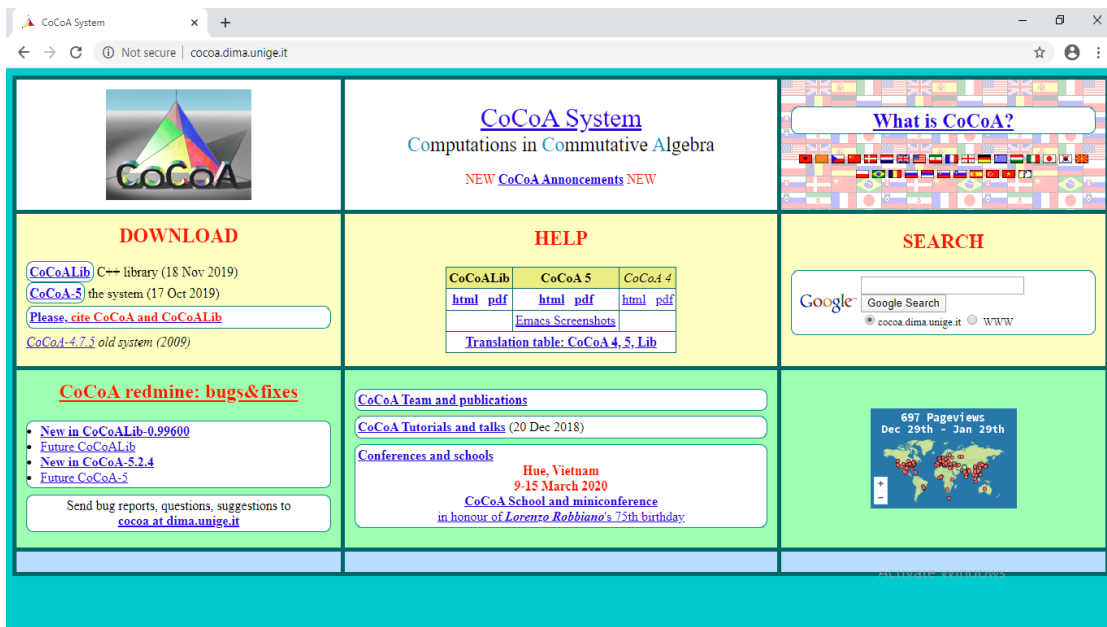 CoCoA System
Not secure | cocoa.dima.unige.it
CoCoA
CoCoA System
Computations in Commutative Algebra
NEW CoCoA Annoncements NEW
What is CoCoA?
DOWNLOAD
CoCoALib C++ library (18 Nov 2019)
CoCoA-5 the system (17 Oct 2019)
Please, cite CoCoA and CoCoALib
CoCoA-4.7.5 old system (2009)
HELP
CoCoALib CoCoA 5 CoCoA 4
html pdf html pdf html pdf
Emacs Screenshots
Translation table: CoCoA 4, 5, Lib
SEARCH
Google™ Google Search
cocoa.dima.unige.it WWW
CoCoA redmine: bugs&fixes
New in CoCoALib-0.99600
Future CoCoALib
New in CoCoA-5.2.4
Future CoCoA-5
Send bug reports, questions, suggestions to
cocoa at dima.unige.it
CoCoA Team and publications
CoCoA Tutorials and talks (20 Dec 2018)
Conferences and schools
Hue, Vietnam
9-15 March 2020
CoCoA School and miniconference
in honour of Lorenzo Robbiano's 75th birthday
697 Pageviews
Dec 29th - Jan 29th
+
-
Activate Windows